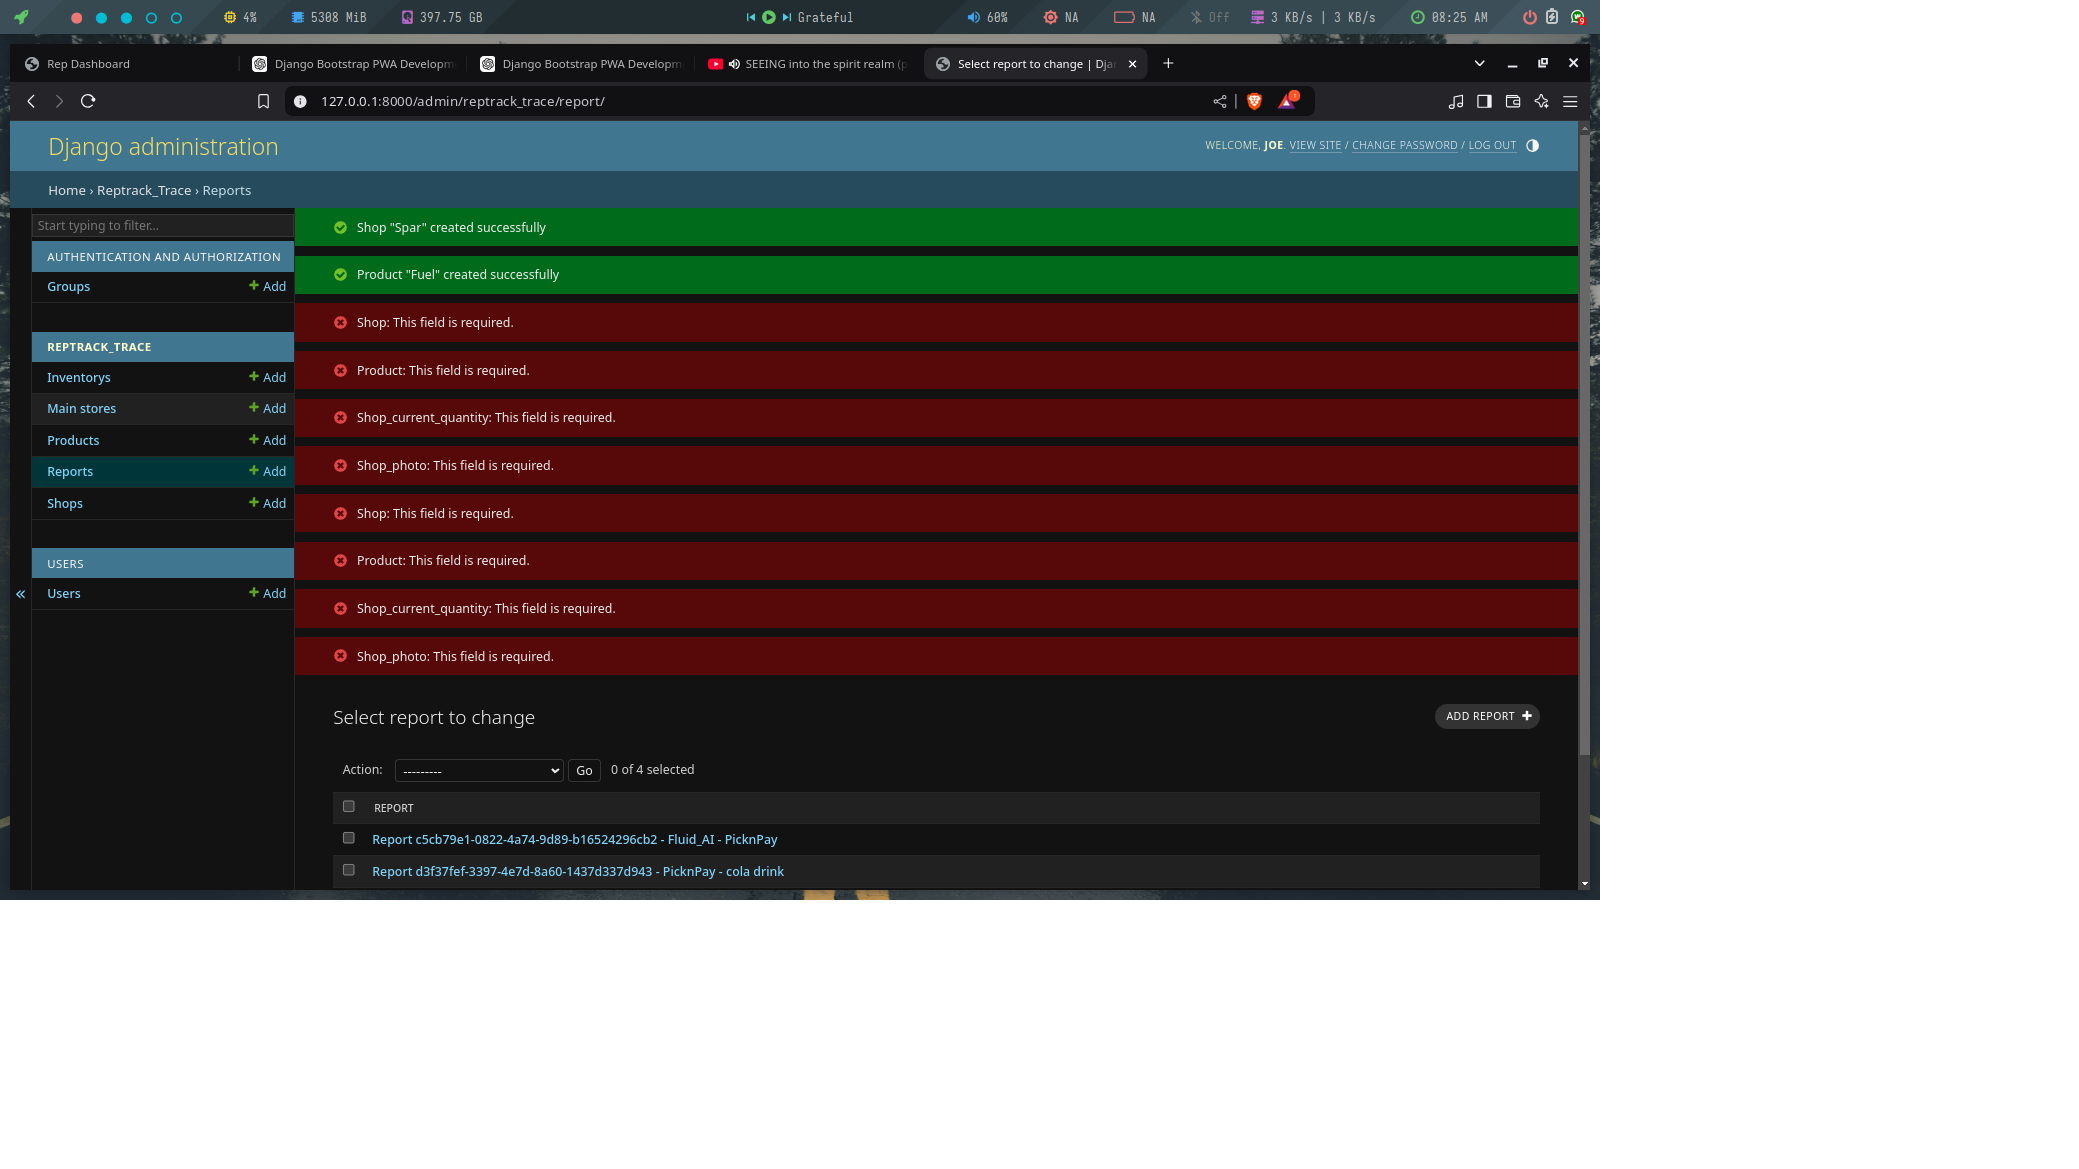 4% 5308 MiB 397.75 GB Grateful 60% NA NA Off 3 KB/s | 3 KB/s 08:25 AM
Rep Dashboard Django Bootstrap PWA Developm Django Bootstrap PWA Developm SEEING into the spirit realm (p Select report to change | Dja
127.0.0.1:8000/admin/reptrack_trace/report/
Django administration
WELCOME, JOE. VIEW SITE / CHANGE PASSWORD / LOG OUT
Home › Reptrack_Trace › Reports
Start typing to filter...
AUTHENTICATION AND AUTHORIZATION
Groups + Add
REPTRACK_TRACE
Inventorys + Add
Main stores + Add
Products + Add
Reports + Add
Shops + Add
USERS
Users + Add
«
Shop "Spar" created successfully
Product "Fuel" created successfully
Shop: This field is required.
Product: This field is required.
Shop_current_quantity: This field is required.
Shop_photo: This field is required.
Shop: This field is required.
Product: This field is required.
Shop_current_quantity: This field is required.
Shop_photo: This field is required.
Select report to change
ADD REPORT +
Action: --------- Go 0 of 4 selected
REPORT
Report c5cb79e1-0822-4a74-9d89-b16524296cb2 - Fluid_AI - PicknPay
Report d3f37fef-3397-4e7d-8a60-1437d337d943 - PicknPay - cola drink